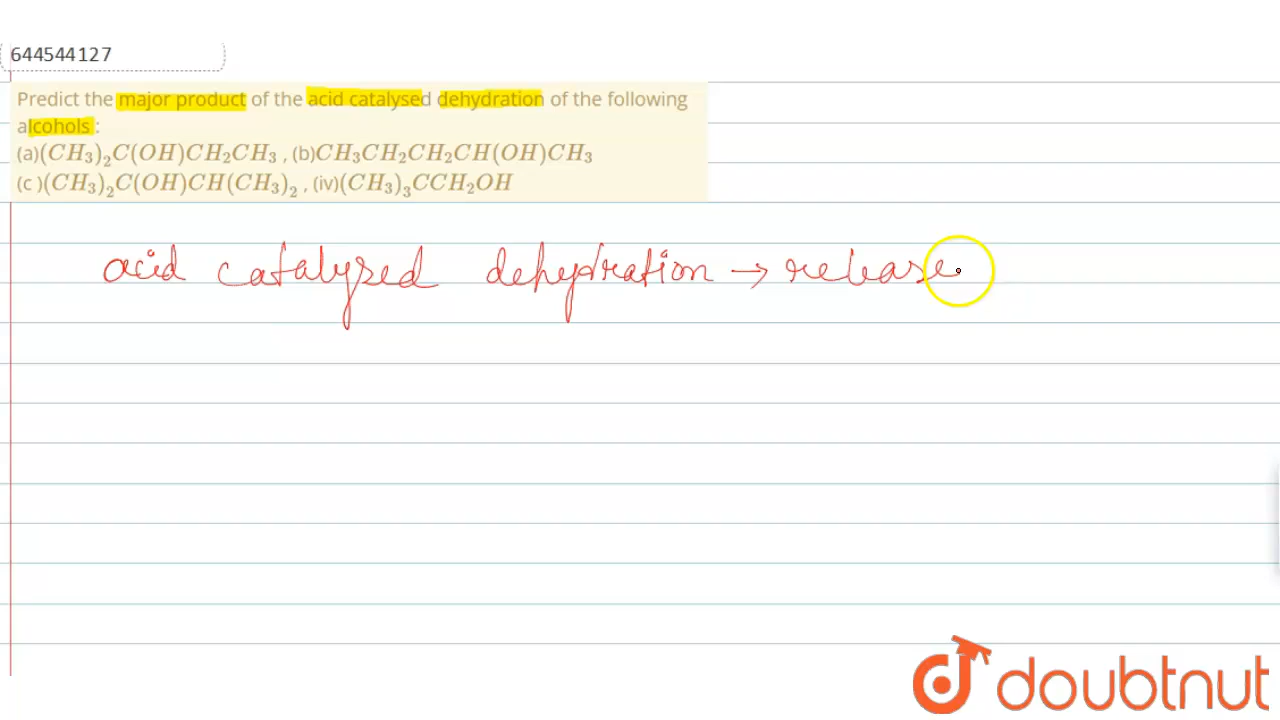 644544127
Predict the major product of the acid catalysed dehydration of the following
alcohols :
(a)(CH₃)₂C(OH)CH₂CH₃ , (b)CH₃CH₂CH₂CH(OH)CH₃
(c )(CH₃)₂C(OH)CH(CH₃)₂ , (iv)(CH₃)₃CCH₂OH
acid catalysed dehydration → release
doubtnut